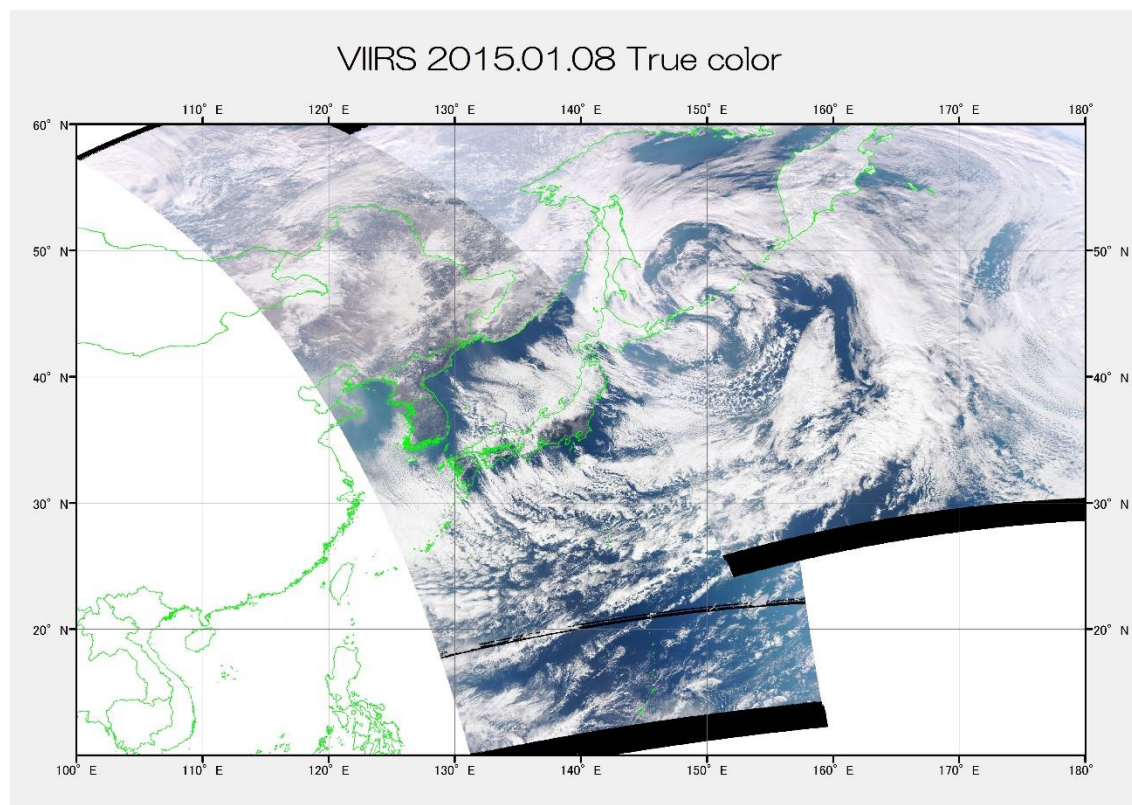 VIIRS 2015.01.08 True color
110° E 120° E 130° E 140° E 150° E 160° E 170° E 180°
60° N
50° N 50° N
40° N 40° N
30° N 30° N
20° N 20° N
100° E 110° E 120° E 130° E 140° E 150° E 160° E 170° E 180°